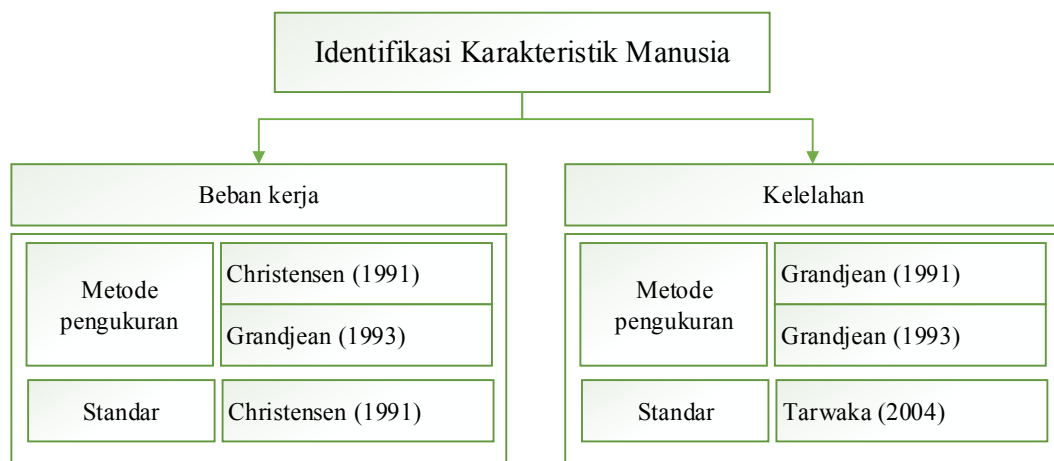 Identifikasi Karakteristik Manusia
Beban kerja
Metode
pengukuran
Christensen (1991)
Grandjean (1993)
Standar
Christensen (1991)
Kelelahan
Metode
pengukuran
Grandjean (1991)
Grandjean (1993)
Standar
Tarwaka (2004)